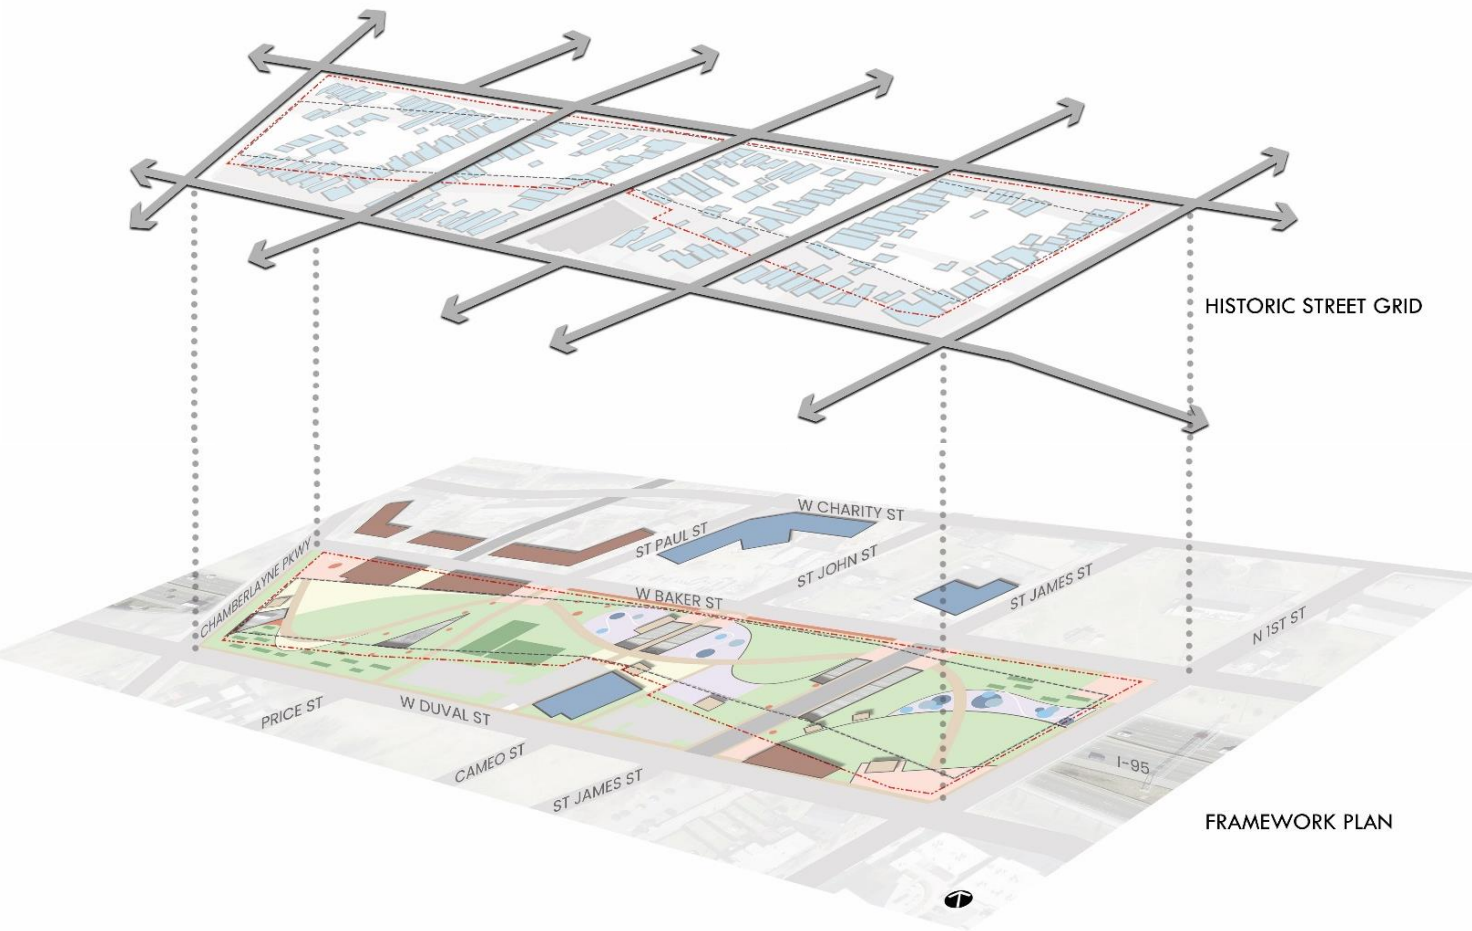 HISTORIC STREET GRID
W CHARITY ST
ST PAUL ST
CHAMBERLAYNE PKWY
ST JOHN ST
ST JAMES ST
W BAKER ST
N 1ST ST
PRICE ST
W DUVAL ST
CAMEO ST
I-95
ST JAMES ST
FRAMEWORK PLAN